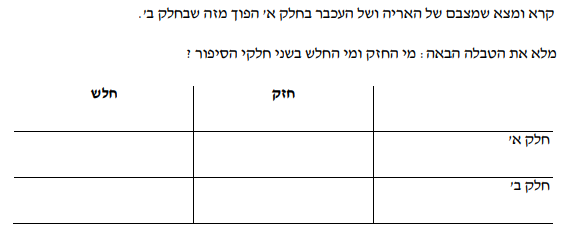 קרא ומצא שמצבם של האריה ושל העכבר בחלק א' הפוך מזה שבחלק ב'.
מלא את הטבלה הבאה : מי החזק ומי החלש בשני חלקי הסיפור ?
חזק חלש
חלק א'
חלק ב'